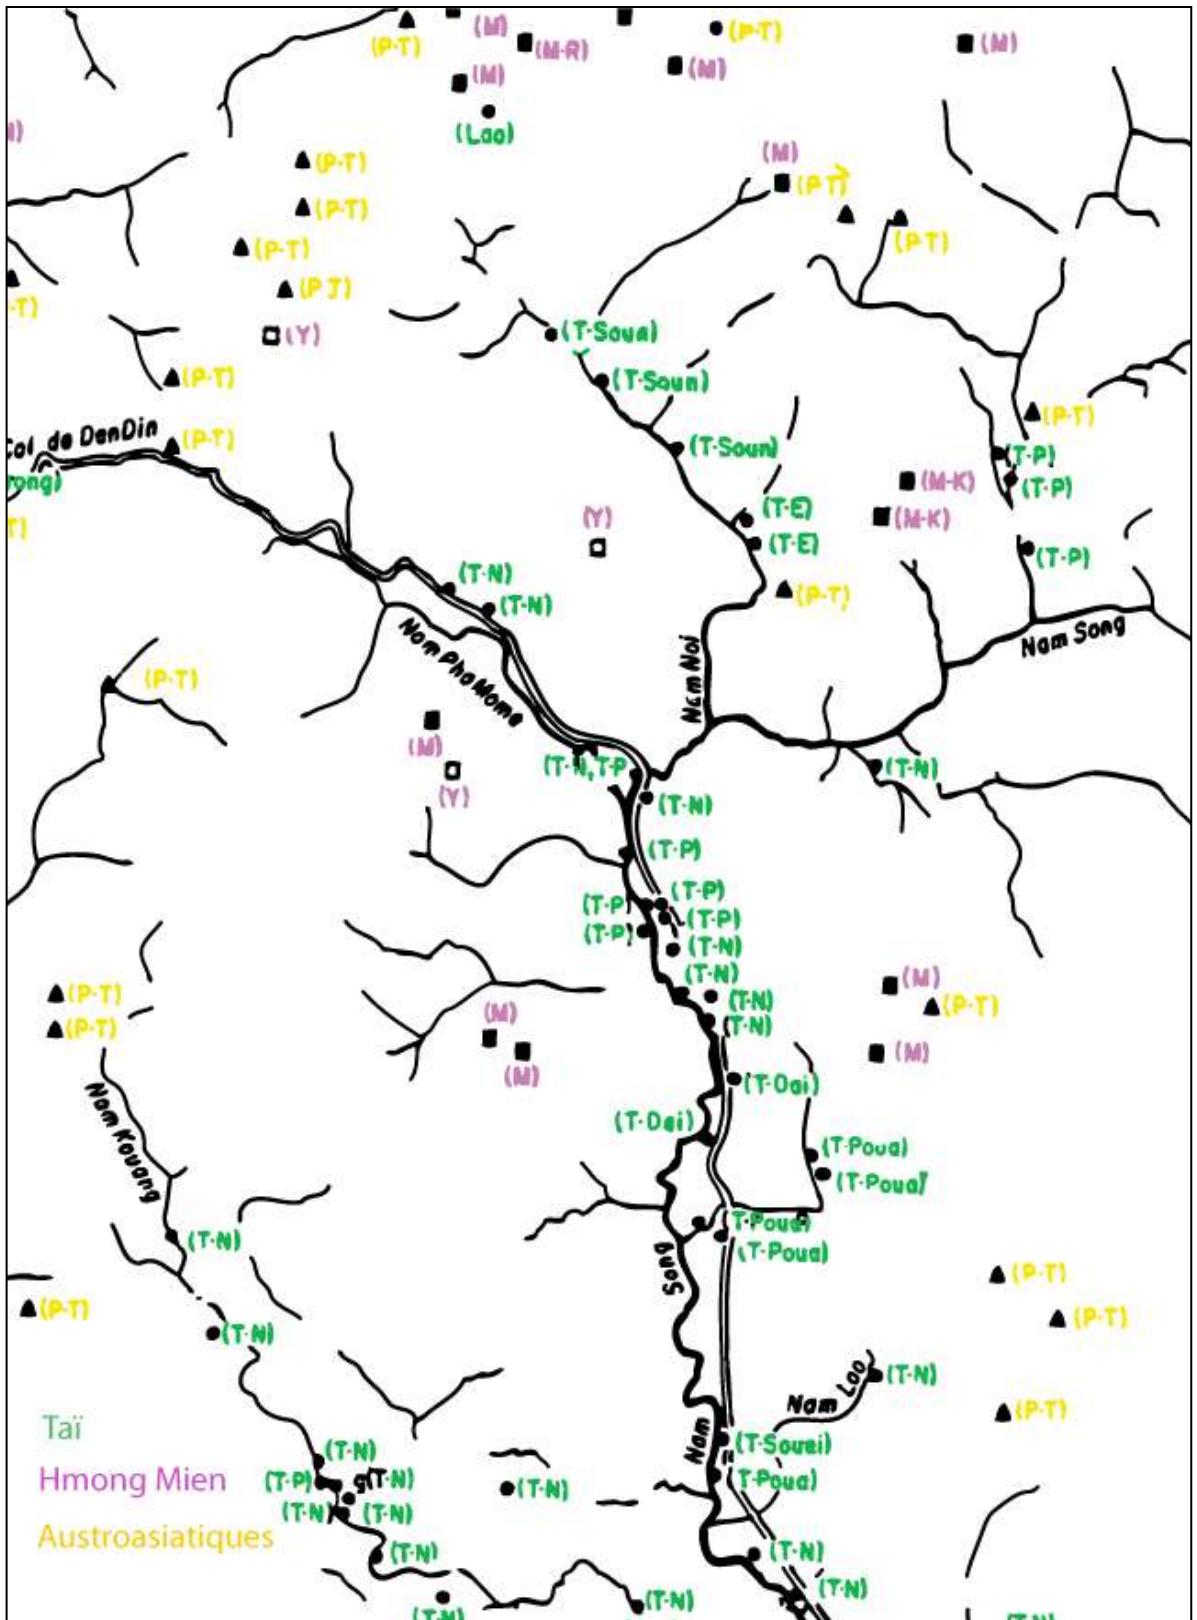 (M)
(M-R)
(P-T)
(P-T)
(M)
(M)
(M)
(Lao)
(M)
(P-T)
(P-T)
(P-T)
(P-T)
(P-T)
(P-J)
(Y)
(T-Soua)
(P-T)
(T-Soun)
(P-T)
Col de DenDin
(P-T)
(T-Soun)
(T-P)
rong)
(M-K)
(T-P)
(T-E)
(M-K)
(Y)
(T-E)
(T-P)
(T-N)
(T-N)
(P-T)
Nam Pha Mome
Nam Noi
Nam Song
(P-T)
(M)
(T-N,T-P
(T-N)
(Y)
(T-N)
(T-P)
(T-P)
(T-P
(T-P)
(T-P)
(T-N)
(T-N)
(M)
(P-T)
(T-N)
(P-T)
(M)
(T-N)
(P-T)
(M)
(M)
(T-Dai)
Nam Kouang
(T-Dai)
(T-Poua)
(T-Poua)
T-Poua)
(T-N)
(T-Poua)
Song
(P-T)
(P-T)
(P-T)
(T-N)
(T-N)
Nam Lao
(P-T)
Taï
Nam
(T-Souei)
(T-N)
Hmong Mien
(T-P)
(T-N)
(T-N)
T-Poua)
(T-N)
(T-N)
Austroasiatiques
(T-N)
(T-N)
(T-N)
(T-N)
(T-N)
(T-N)